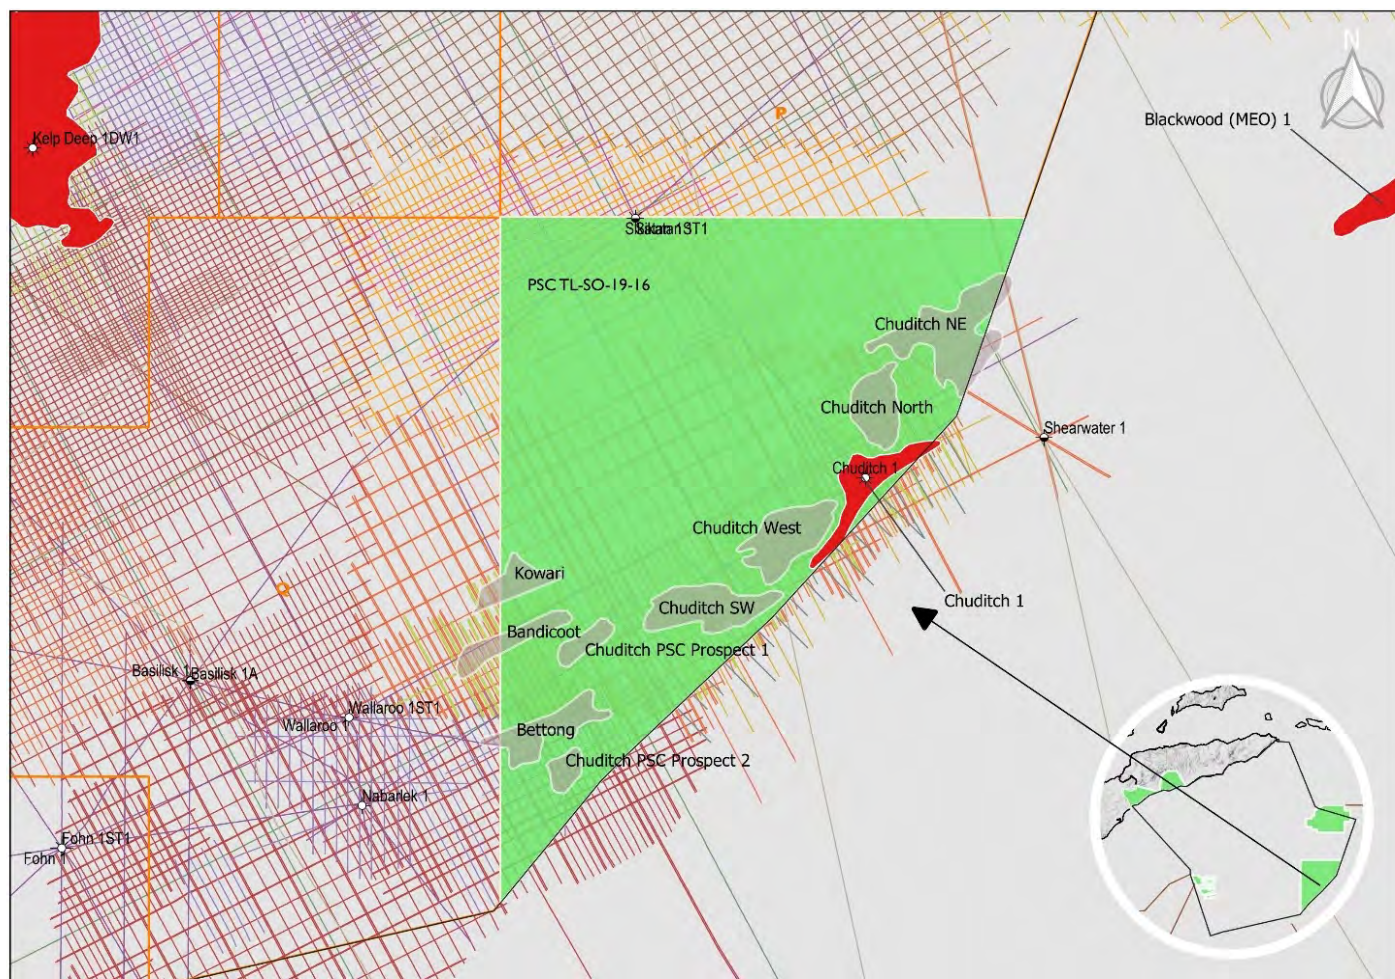 N
P
Blackwood (MEO) 1
Kelp Deep 1DW1
PSC TL-SO-19-16
Chuditch NE
Chuditch North
Shearwater 1
Chuditch 1
Chuditch West
Kowari
Chuditch SW
Chuditch 1
Q
Bandicoot
Chuditch PSC Prospect 1
Basilisk 1
Basilisk 1A
Wallaroo 1ST1
Wallaroo 1
Bettong
Chuditch PSC Prospect 2
Nabarlek 1
Fohn 1ST1
Fohn 1